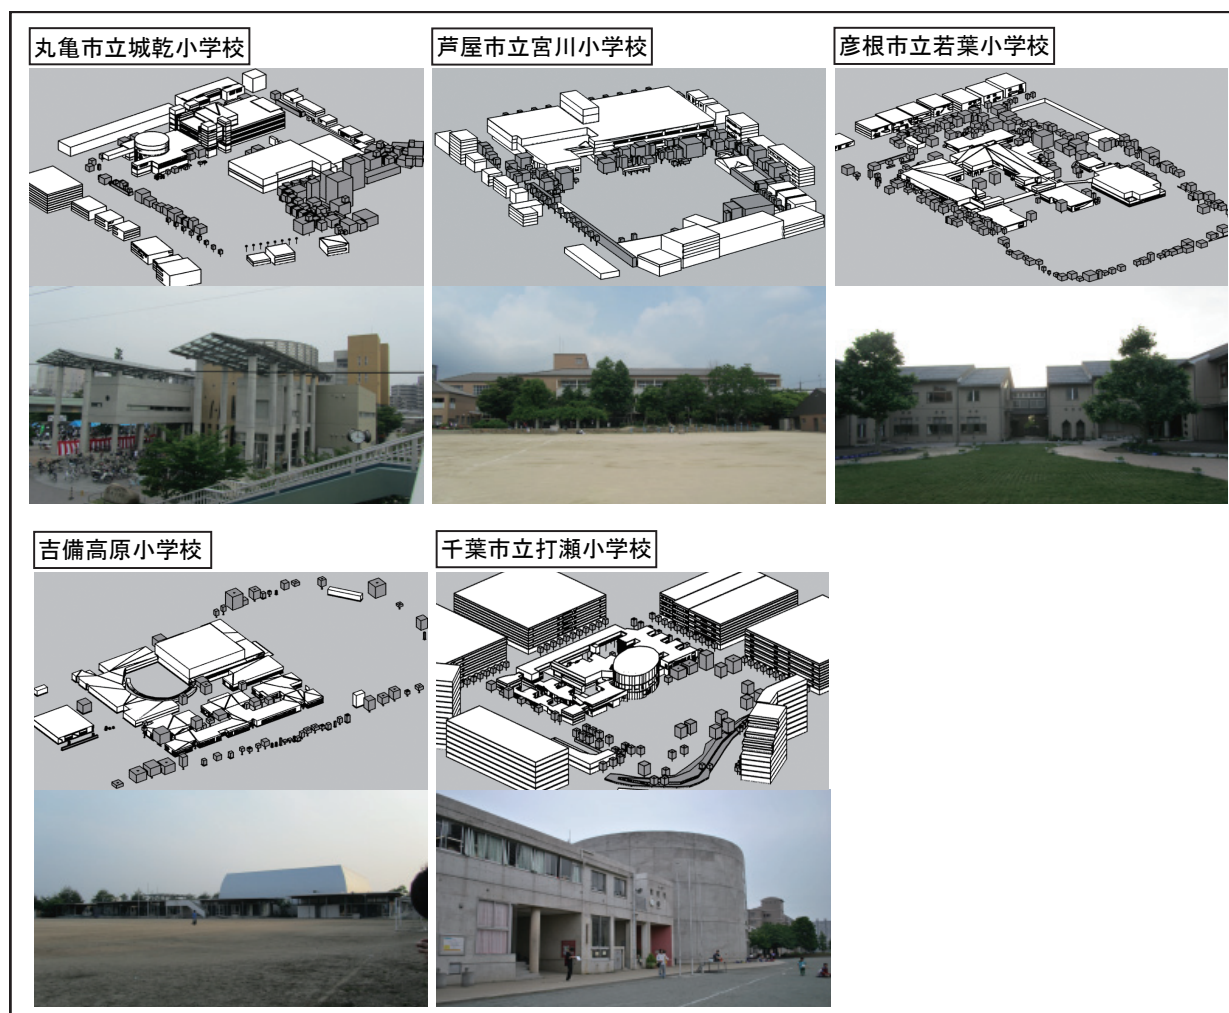 丸亀市立城乾小学校
芦屋市立宮川小学校
彦根市立若葉小学校
吉備高原小学校
千葉市立打瀬小学校